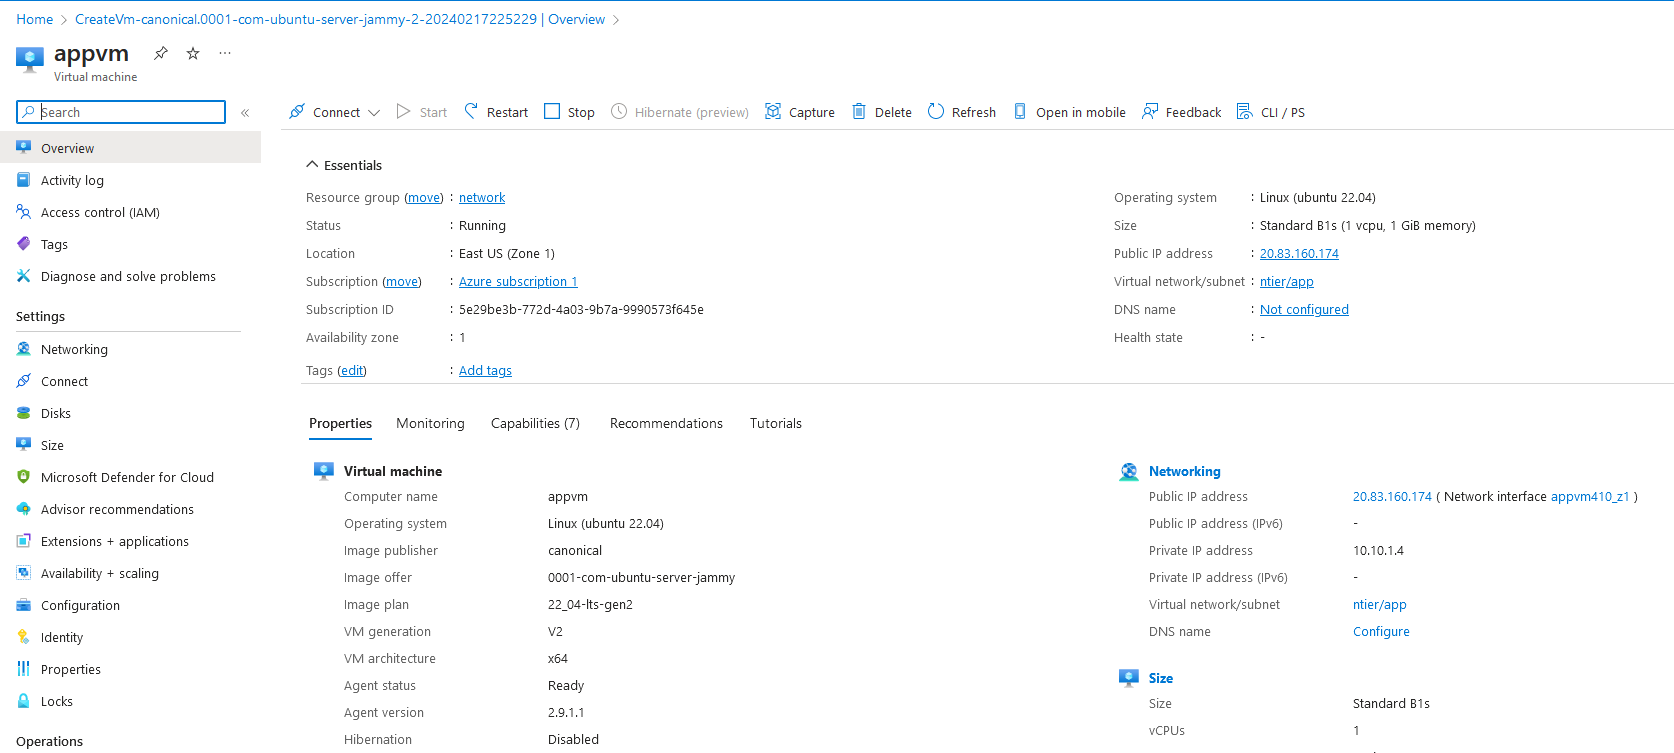 Home > CreateVm-canonical.0001-com-ubuntu-server-jammy-2-20240217225229 | Overview >
appvm
Virtual machine
Search
Connect Start Restart Stop Hibernate (preview) Capture Delete Refresh Open in mobile Feedback CLI / PS
Overview
Activity log
Access control (IAM)
Tags
Diagnose and solve problems
Settings
Networking
Connect
Disks
Size
Microsoft Defender for Cloud
Advisor recommendations
Extensions + applications
Availability + scaling
Configuration
Identity
Properties
Locks
Operations
Essentials
Resource group (move) : network
Status : Running
Location : East US (Zone 1)
Subscription (move) : Azure subscription 1
Subscription ID : 5e29be3b-772d-4a03-9b7a-9990573f645e
Availability zone : 1
Tags (edit) : Add tags
Operating system : Linux (ubuntu 22.04)
Size : Standard B1s (1 vcpu, 1 GiB memory)
Public IP address : 20.83.160.174
Virtual network/subnet : ntier/app
DNS name : Not configured
Health state : -
Properties Monitoring Capabilities (7) Recommendations Tutorials
Virtual machine
Computer name appvm
Operating system Linux (ubuntu 22.04)
Image publisher canonical
Image offer 0001-com-ubuntu-server-jammy
Image plan 22_04-lts-gen2
VM generation V2
VM architecture x64
Agent status Ready
Agent version 2.9.1.1
Hibernation Disabled
Networking
Public IP address 20.83.160.174 ( Network interface appvm410_z1 )
Public IP address (IPv6) -
Private IP address 10.10.1.4
Private IP address (IPv6) -
Virtual network/subnet ntier/app
DNS name Configure
Size
Size Standard B1s
vCPUs 1